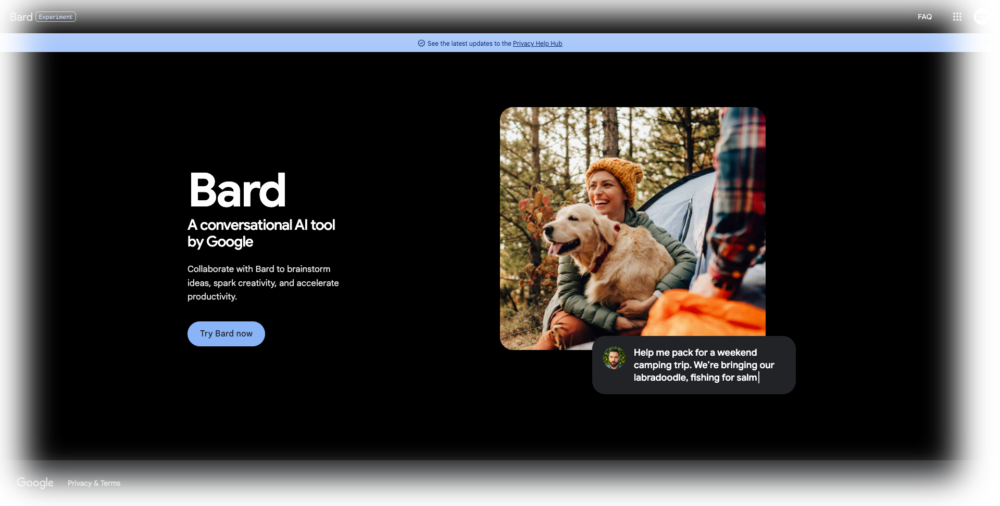 Bard Experiment
FAQ
See the latest updates to the Privacy Help Hub
Bard
A conversational AI tool
by Google
Collaborate with Bard to brainstorm
ideas, spark creativity, and accelerate
productivity.
Try Bard now
Help me pack for a weekend
camping trip. We’re bringing our
labradoodle, fishing for salm
Google
Privacy & Terms